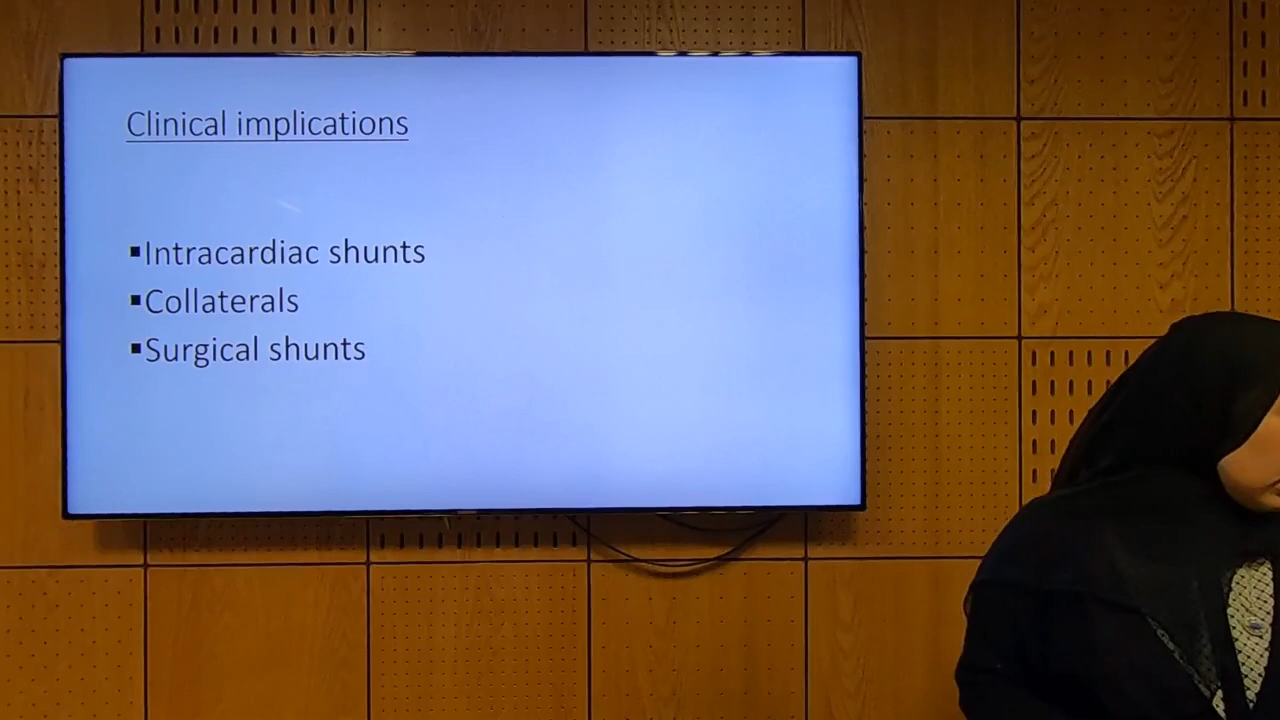 Clinical implications
▪Intracardiac shunts
▪Collaterals
▪Surgical shunts